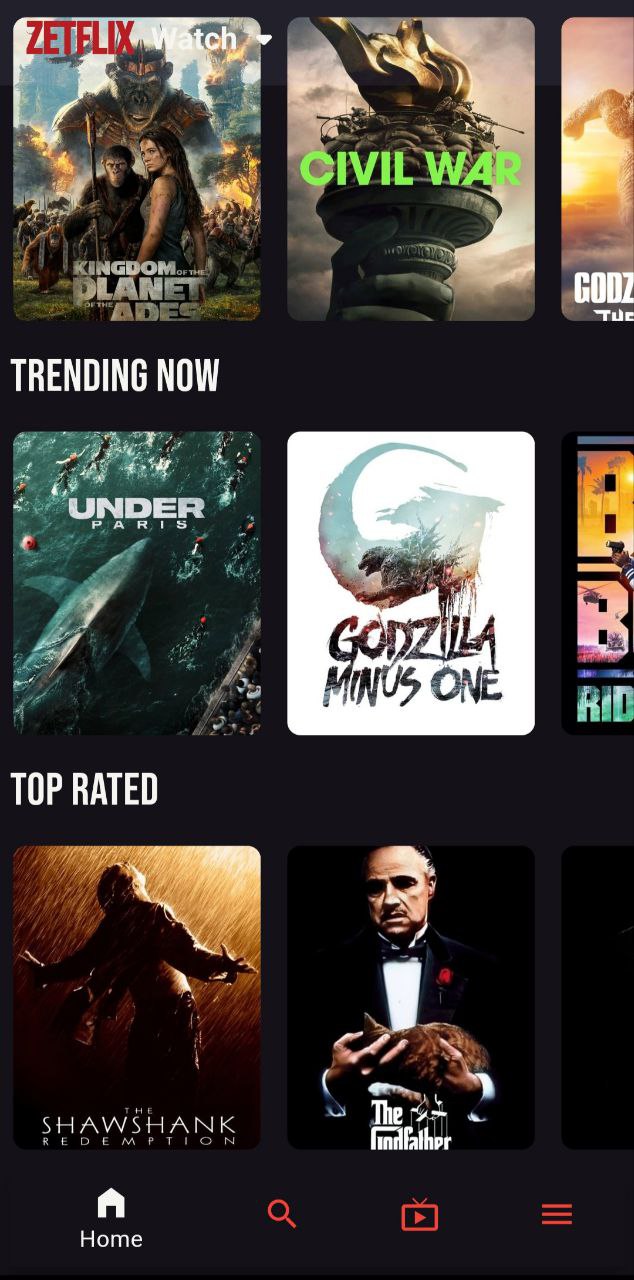 ZETFLIX Watch
KINGDOM OF THE
PLANET
OF THE APES
CIVIL WAR
GODZ
THE
TRENDING NOW
UNDER
PARIS
GODZILLA
MINUS ONE
B
B
RID
TOP RATED
THE
SHAWSHANK
REDEMPTION
The
Godfather
Home